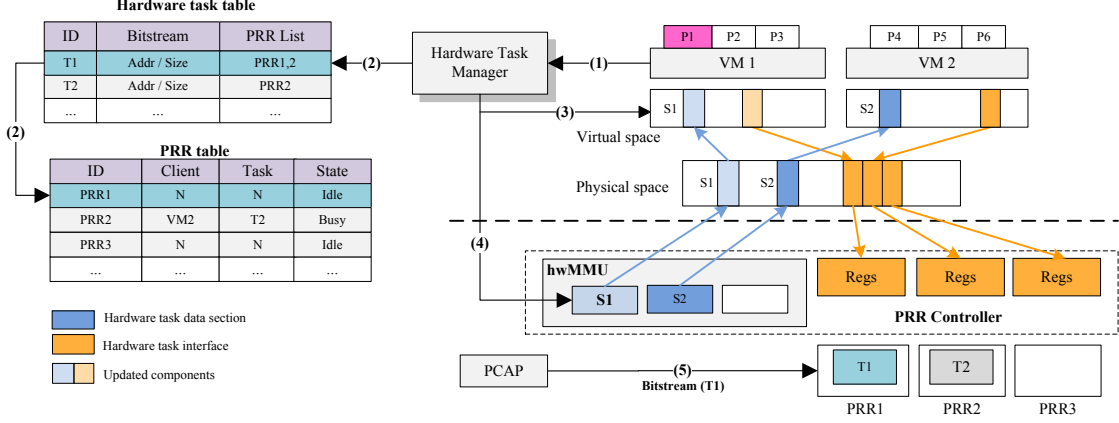 Hardware task table
ID Bitstream PRR List
T1 Addr / Size PRR1,2
T2 Addr / Size PRR2
... ... ...
(2)
PRR table
ID Client Task State
PRR1 N N Idle
PRR2 VM2 T2 Busy
PRR3 N N Idle
... ... ... ...
Hardware task data section
Hardware task interface
Updated components
Hardware Task
Manager
(2)
(1)
(3)
(4)
P1 P2 P3
VM 1
P4 P5 P6
VM 2
S1
S2
Virtual space
Physical space
S1
S2
hwMMU
S1 S2
Regs Regs Regs
PRR Controller
PCAP
(5)
Bitstream (T1)
T1 T2
PRR1 PRR2 PRR3